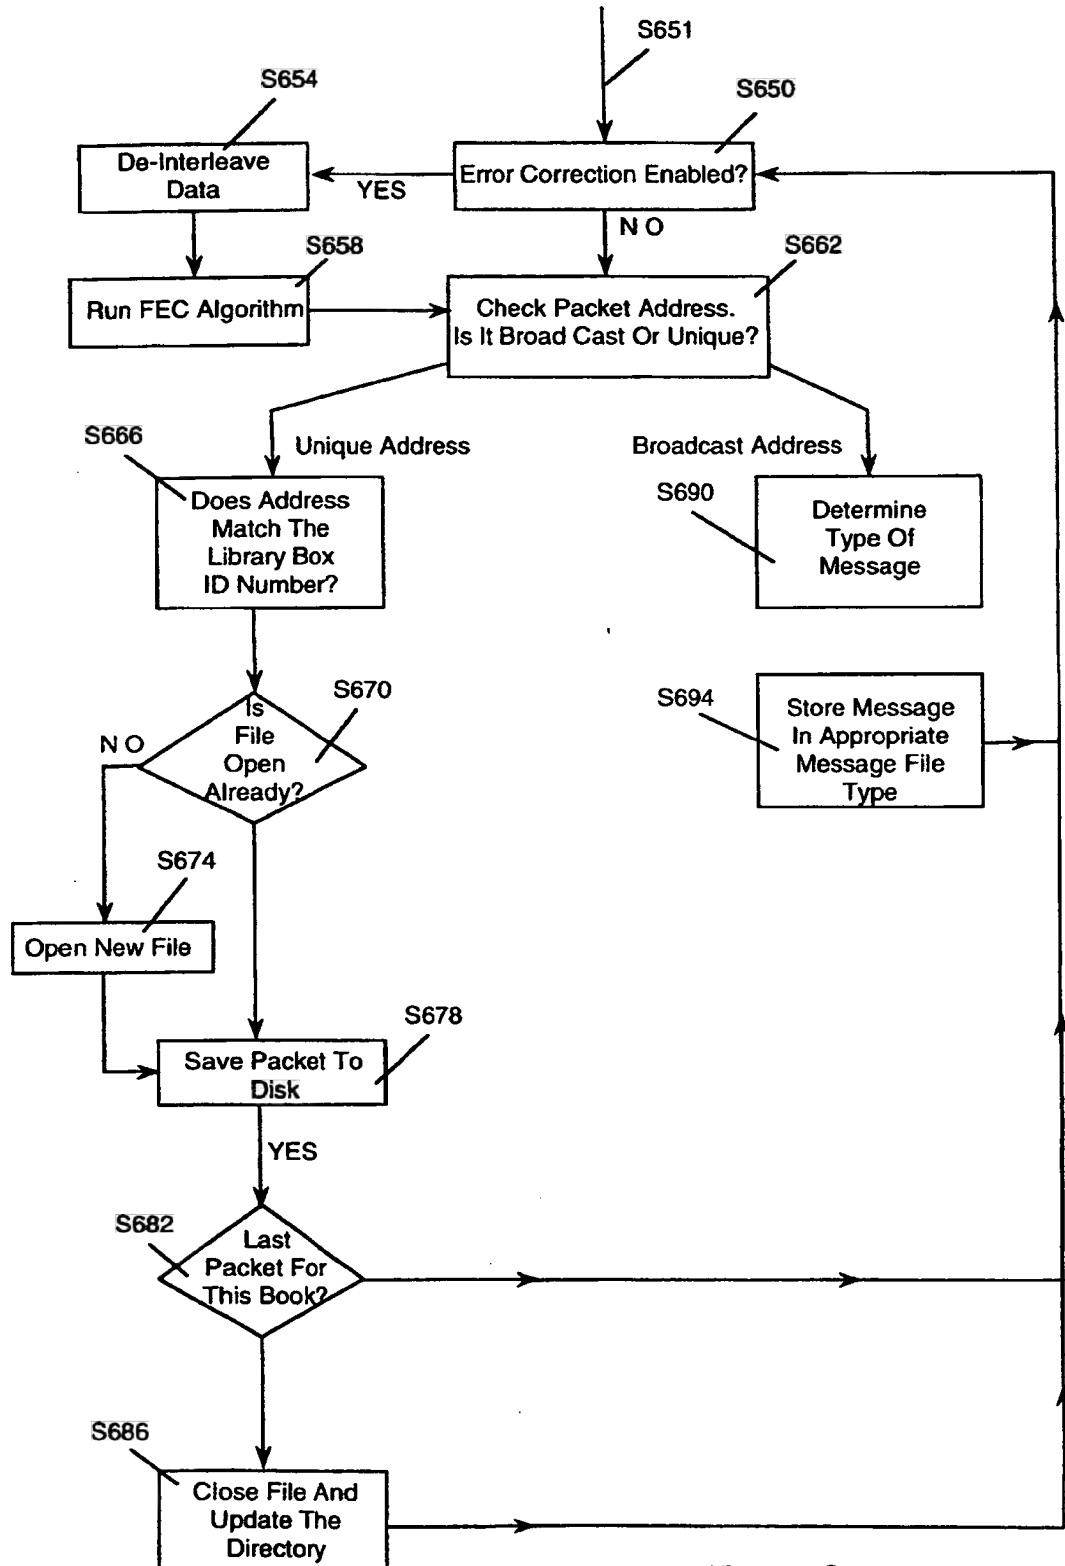 S651
S654
S650
De-Interleave
Data
Error Correction Enabled?
YES
NO
S658
S662
Run FEC Algorithm
Check Packet Address.
Is It Broad Cast Or Unique?
S666
Unique Address
Broadcast Address
S690
Does Address
Match The
Library Box
ID Number?
Determine
Type Of
Message
S670
S694
Is
File
Open
Already?
NO
Store Message
In Appropriate
Message File
Type
S674
Open New File
S678
Save Packet To
Disk
YES
S682
Last
Packet For
This Book?
S686
Close File And
Update The
Directory